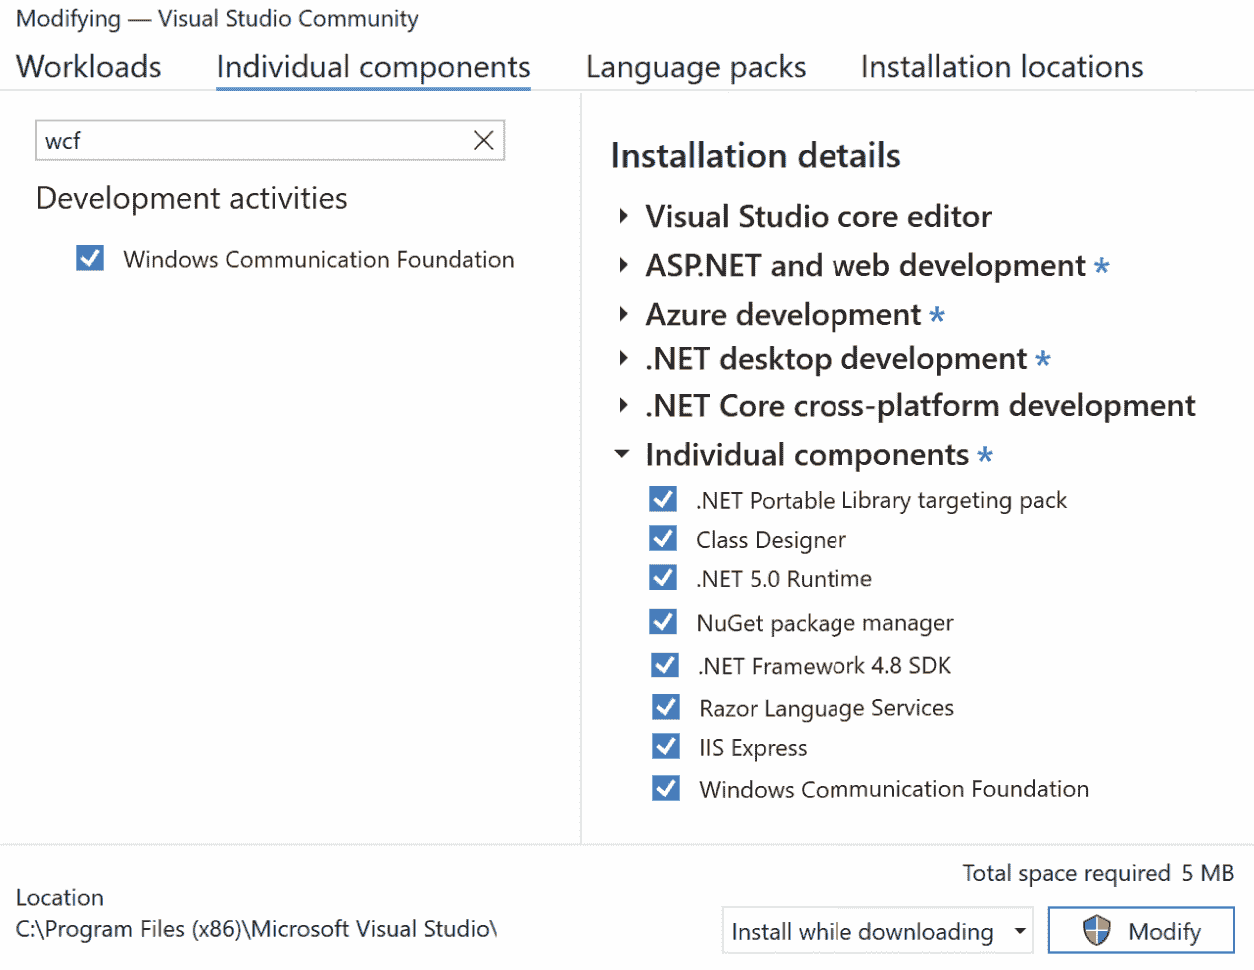 Modifying — Visual Studio Community
Workloads Individual components Language packs Installation locations
wcf
Development activities
Windows Communication Foundation
Installation details
Visual Studio core editor
ASP.NET and web development *
Azure development *
.NET desktop development *
.NET Core cross-platform development
Individual components *
.NET Portable Library targeting pack
Class Designer
.NET 5.0 Runtime
NuGet package manager
.NET Framework 4.8 SDK
Razor Language Services
IIS Express
Windows Communication Foundation
Total space required 5 MB
Location
C:\Program Files (x86)\Microsoft Visual Studio\
Install while downloading
Modify